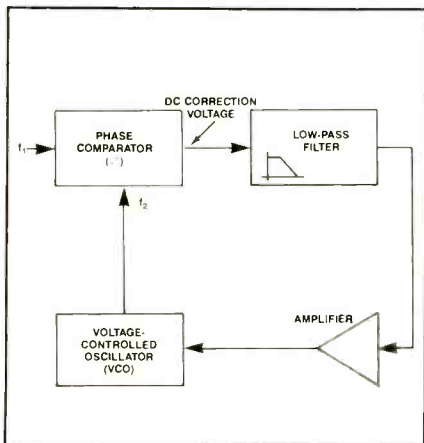 DC CORRECTION
VOLTAGE
PHASE
COMPARATOR
LOW-PASS
FILTER
f₁
f₂
AMPLIFIER
VOLTAGE-
CONTROLLED
OSCILLATOR
(VCO)